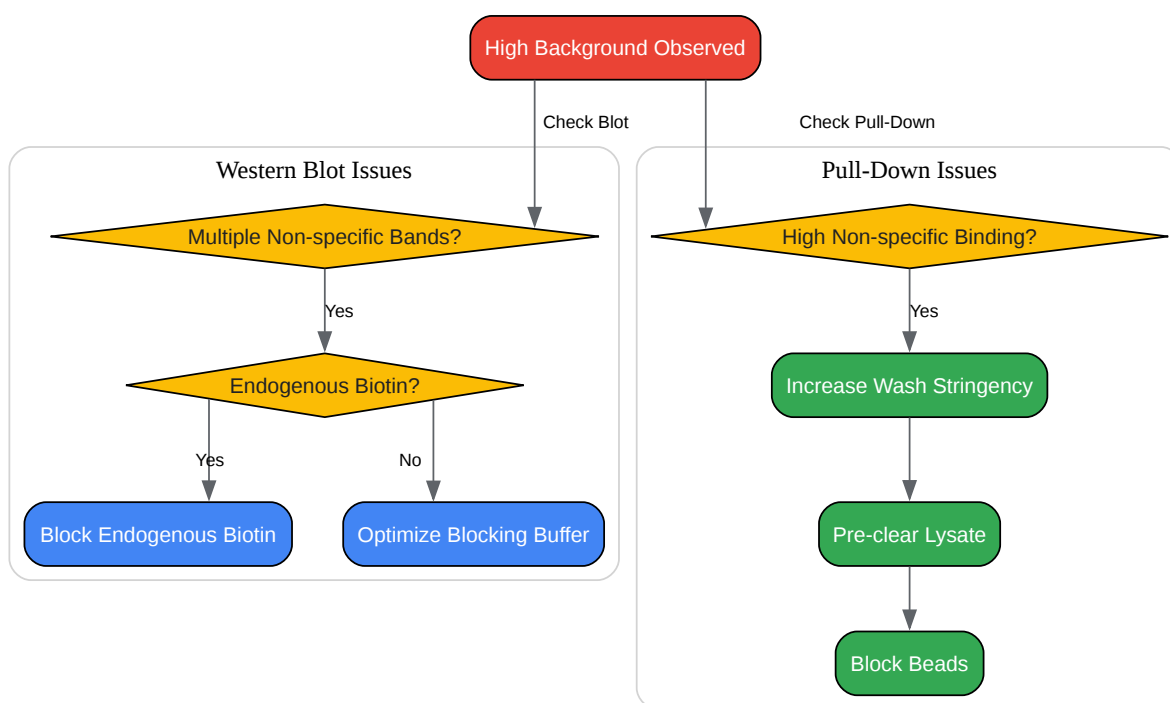 High Background Observed
Check Blot
Check Pull-Down
Western Blot Issues
Multiple Non-specific Bands?
Yes
Endogenous Biotin?
Yes
No
Block Endogenous Biotin
Optimize Blocking Buffer
Pull-Down Issues
High Non-specific Binding?
Yes
Increase Wash Stringency
Pre-clear Lysate
Block Beads